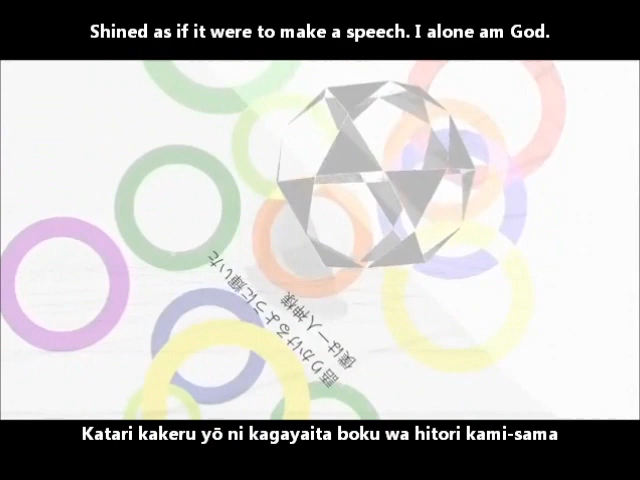 Shined as if it were to make a speech. I alone am God.
語りかけるように輝いた
僕は一人神様
Katari kakeru yō ni kagayaita boku wa hitori kami-sama